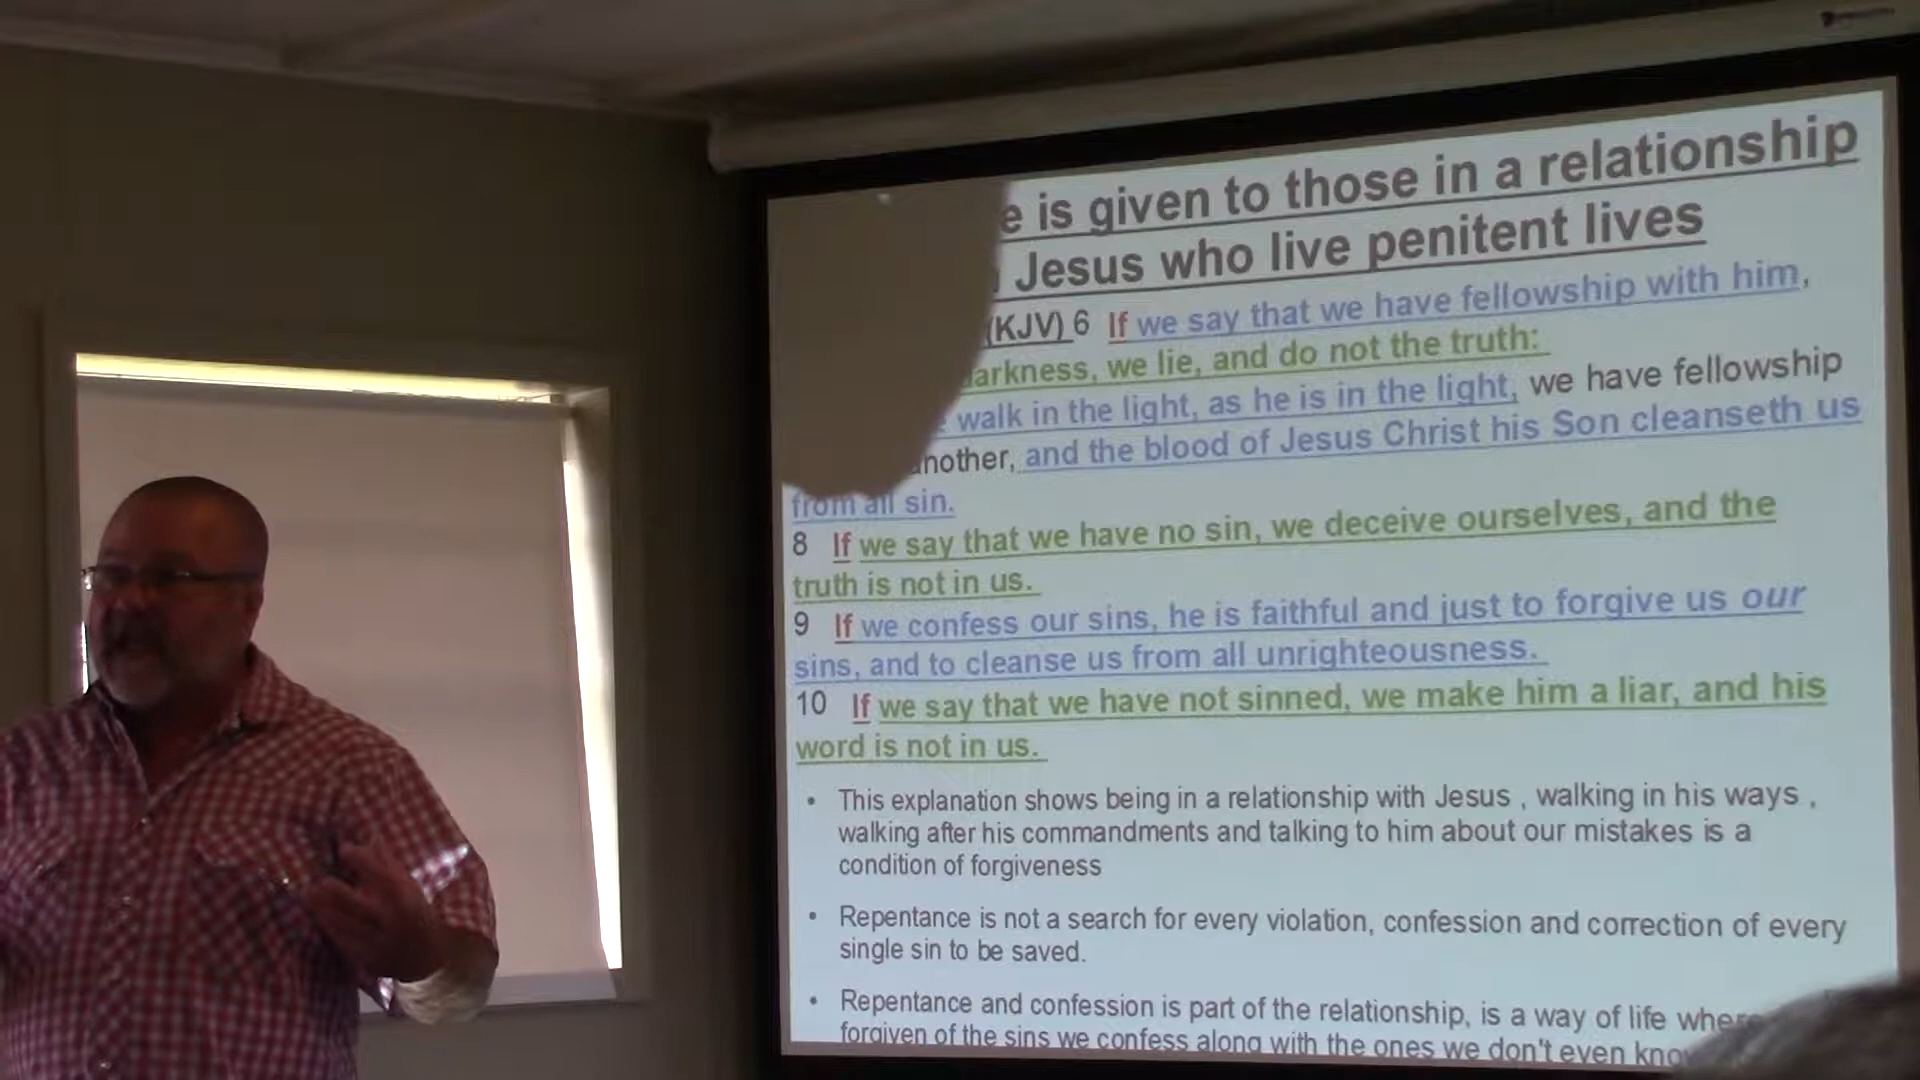 e is given to those in a relationship
Jesus who live penitent lives
(KJV) 6 If we say that we have fellowship with him,
arkness, we lie, and do not the truth:
walk in the light, as he is in the light, we have fellowship
nother, and the blood of Jesus Christ his Son cleanseth us
from all sin.
8 If we say that we have no sin, we deceive ourselves, and the
truth is not in us.
9 If we confess our sins, he is faithful and just to forgive us our
sins, and to cleanse us from all unrighteousness.
10 If we say that we have not sinned, we make him a liar, and his
word is not in us.
• This explanation shows being in a relationship with Jesus , walking in his ways ,
walking after his commandments and talking to him about our mistakes is a
condition of forgiveness
• Repentance is not a search for every violation, confession and correction of every
single sin to be saved.
• Repentance and confession is part of the relationship, is a way of life where
forgiven of the sins we confess along with the ones we don't even kno